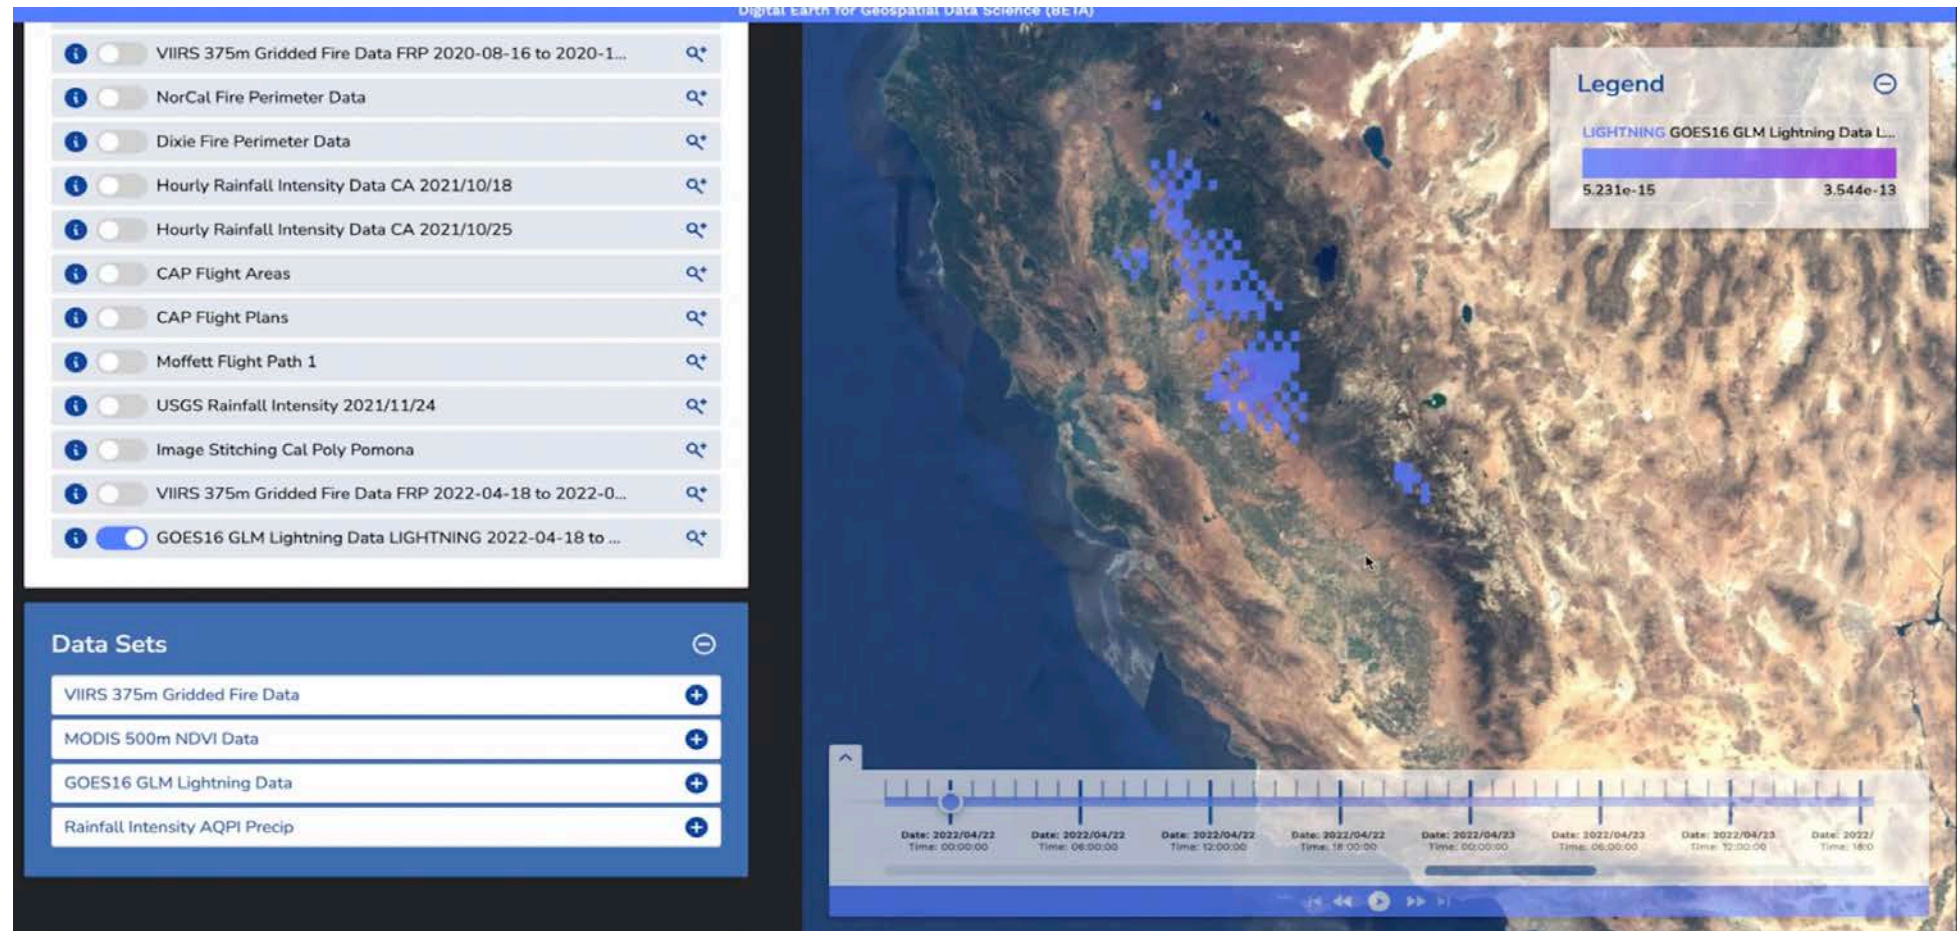 Digital Earth for Geospatial Data Science (BETA)
VIIRS 375m Gridded Fire Data FRP 2020-08-16 to 2020-1...
NorCal Fire Perimeter Data
Dixie Fire Perimeter Data
Hourly Rainfall Intensity Data CA 2021/10/18
Hourly Rainfall Intensity Data CA 2021/10/25
CAP Flight Areas
CAP Flight Plans
Moffett Flight Path 1
USGS Rainfall Intensity 2021/11/24
Image Stitching Cal Poly Pomona
VIIRS 375m Gridded Fire Data FRP 2022-04-18 to 2022-0...
GOES16 GLM Lightning Data LIGHTNING 2022-04-18 to ...
Data Sets
VIIRS 375m Gridded Fire Data
MODIS 500m NDVI Data
GOES16 GLM Lightning Data
Rainfall Intensity AQPI Precip
Legend
LIGHTNING GOES16 GLM Lightning Data L...
5.231e-15 3.544e-13
Date: 2022/04/22 Date: 2022/04/22 Date: 2022/04/22 Date: 2022/04/22 Date: 2022/04/23 Date: 2022/04/23 Date: 2022/04/23 Date: 2022/
Time: 00:00:00 Time: 06:00:00 Time: 12:00:00 Time: 18:00:00 Time: 00:00:00 Time: 06:00:00 Time: 12:00:00 Time: 18:0